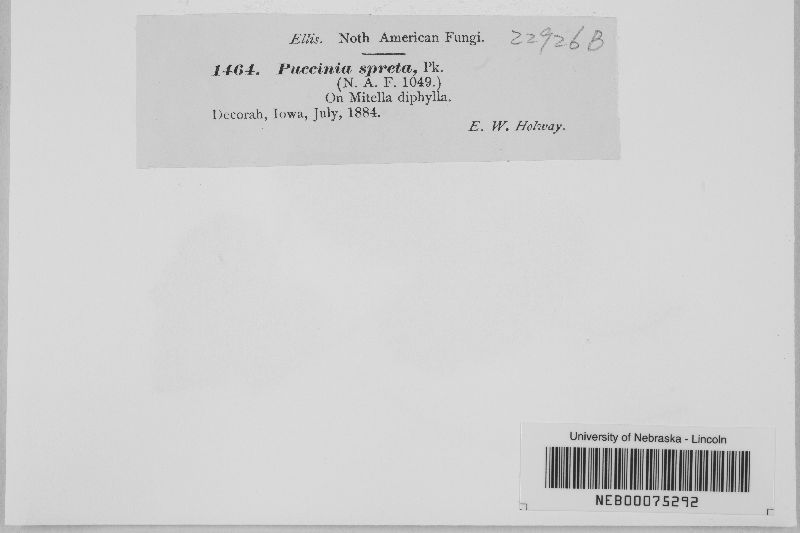 Ellis. Noth American Fungi. 22926B
1464. Puccinia spreta, Pk.
(N. A. F. 1049.)
On Mitella diphylla.
Decorah, Iowa, July, 1884.
E. W. Holway.
University of Nebraska - Lincoln
NEB00075292